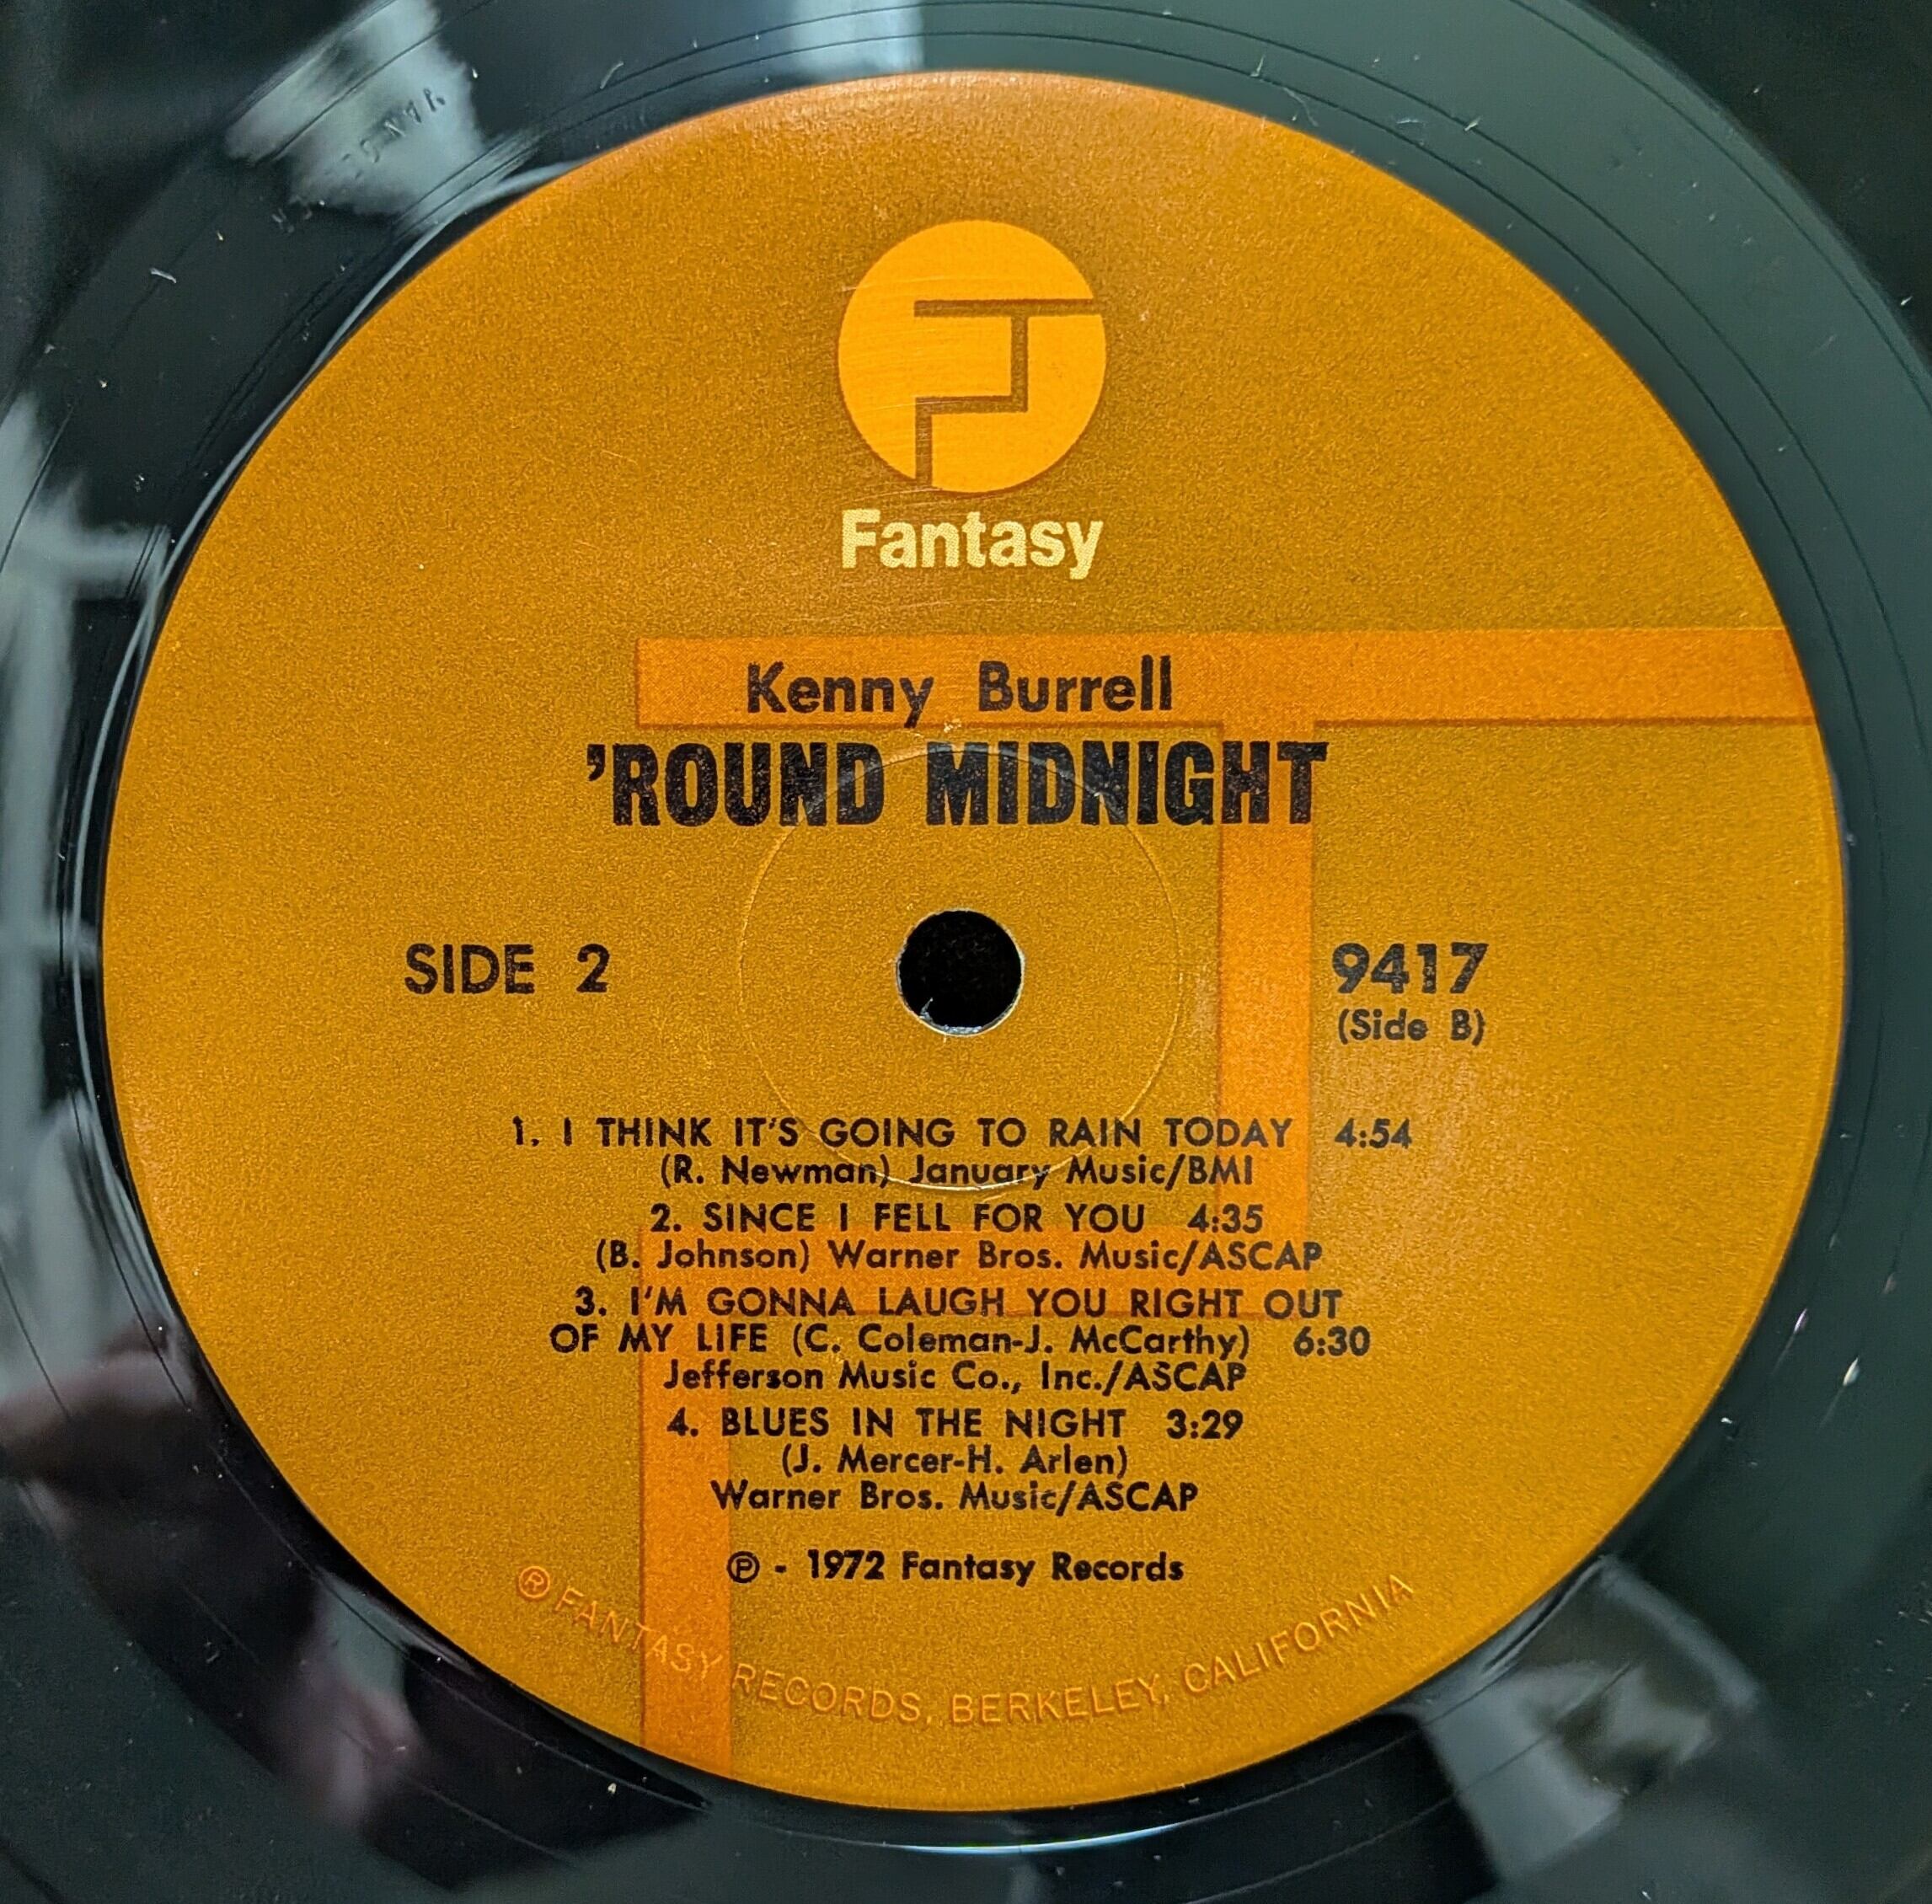 Fantasy
Kenny Burrell
'ROUND MIDNIGHT
SIDE 2
9417
(Side B)
1. I THINK IT'S GOING TO RAIN TODAY 4:54
(R. Newman) January Music/BMI
2. SINCE I FELL FOR YOU 4:35
(B. Johnson) Warner Bros. Music/ASCAP
3. I'M GONNA LAUGH YOU RIGHT OUT
OF MY LIFE (C. Coleman-J. McCarthy) 6:30
Jefferson Music Co., Inc./ASCAP
4. BLUES IN THE NIGHT 3:29
(J. Mercer-H. Arlen)
Warner Bros. Music/ASCAP
℗ - 1972 Fantasy Records
® FANTASY RECORDS, BERKELEY, CALIFORNIA